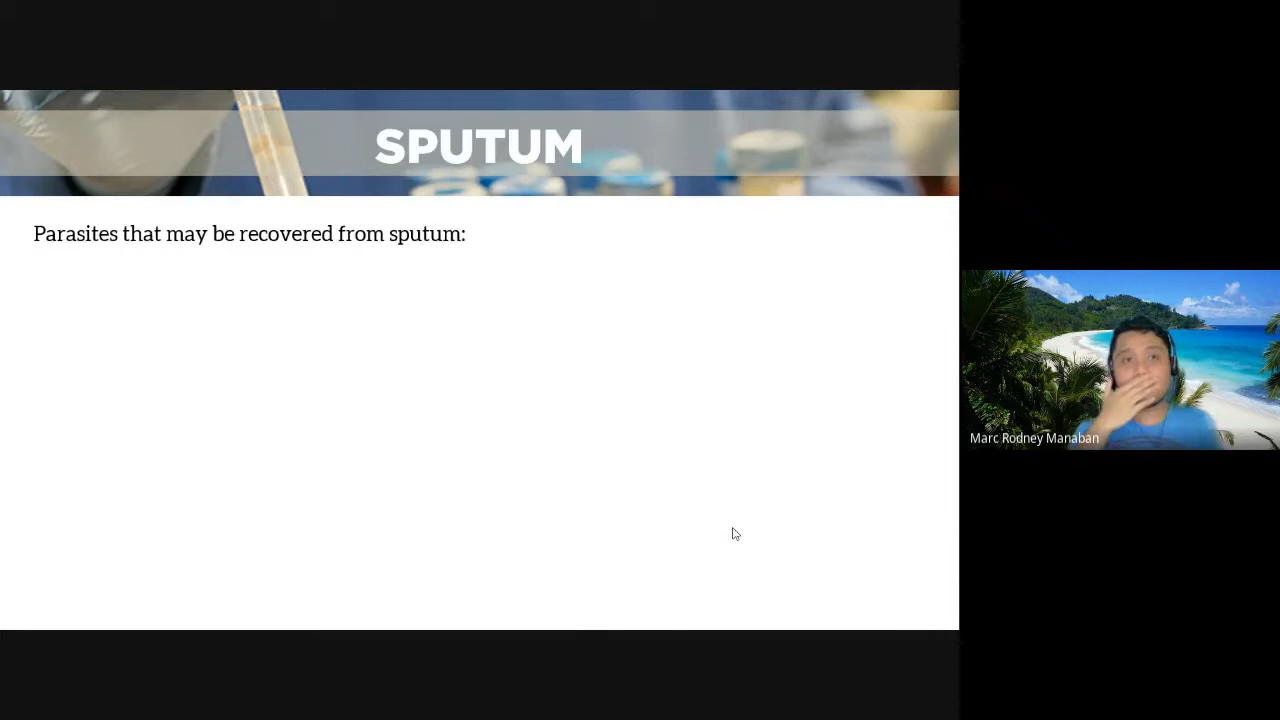 SPUTUM
Parasites that may be recovered from sputum:
Marc Rodney Manaban